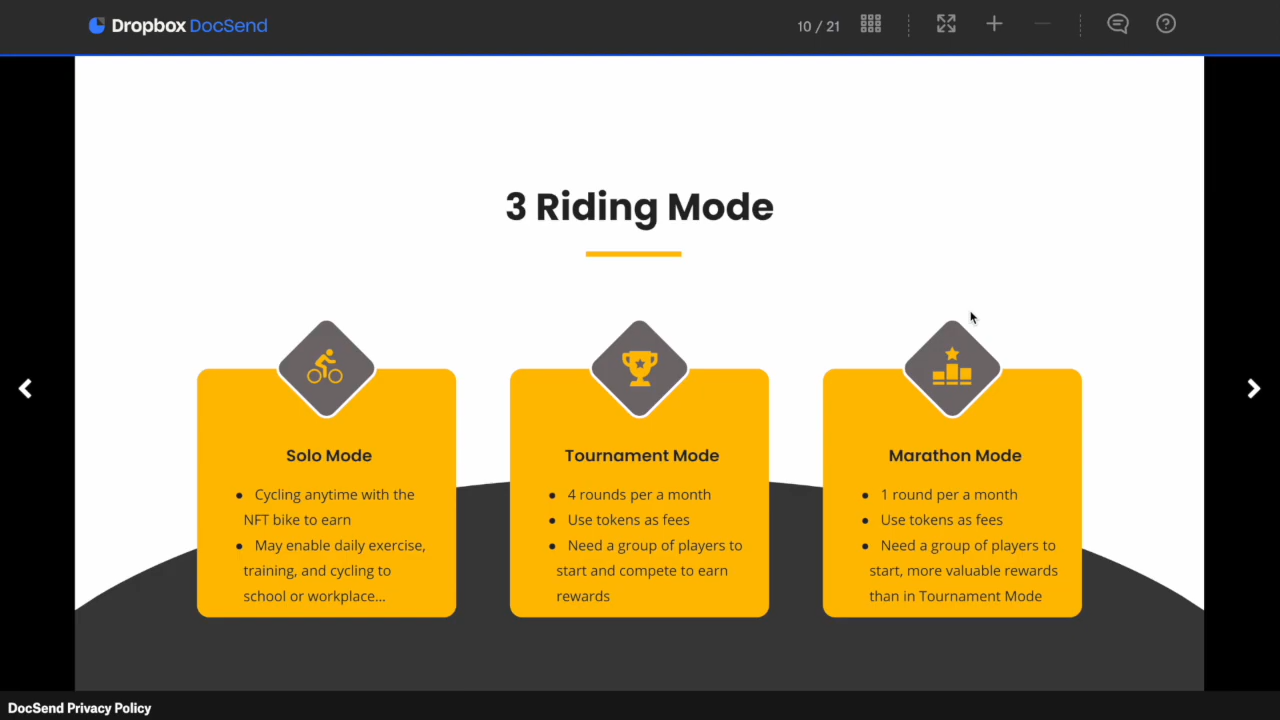 Dropbox DocSend
10 / 21
3 Riding Mode
Solo Mode
• Cycling anytime with the
NFT bike to earn
• May enable daily exercise,
training, and cycling to
school or workplace...
Tournament Mode
• 4 rounds per a month
• Use tokens as fees
• Need a group of players to
start and compete to earn
rewards
Marathon Mode
• 1 round per a month
• Use tokens as fees
• Need a group of players to
start, more valuable rewards
than in Tournament Mode
DocSend Privacy Policy